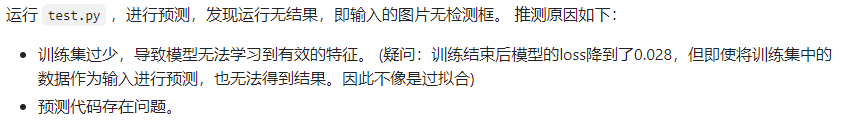 运行 test.py ，进行预测，发现运行无结果，即输入的图片无检测框。 推测原因如下：
• 训练集过少，导致模型无法学习到有效的特征。 (疑问：训练结束后模型的loss降到了0.028，但即使将训练集中的
数据作为输入进行预测，也无法得到结果。因此不像是过拟合)
• 预测代码存在问题。